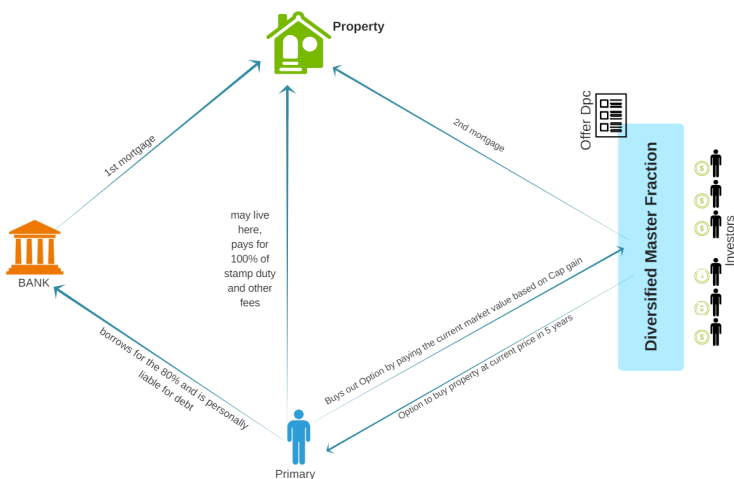 Property
1st mortgage
2nd mortgage
Offer Dpc
Diversified Master Fraction
Investors
BANK
may live
here,
pays for
100% of
stamp duty
and other
fees
borrows for the 80% and is personally
liable for debt
Buys out Option by paying the current market value based on Cap gain
Option to buy property at current price in 5 years
Primary